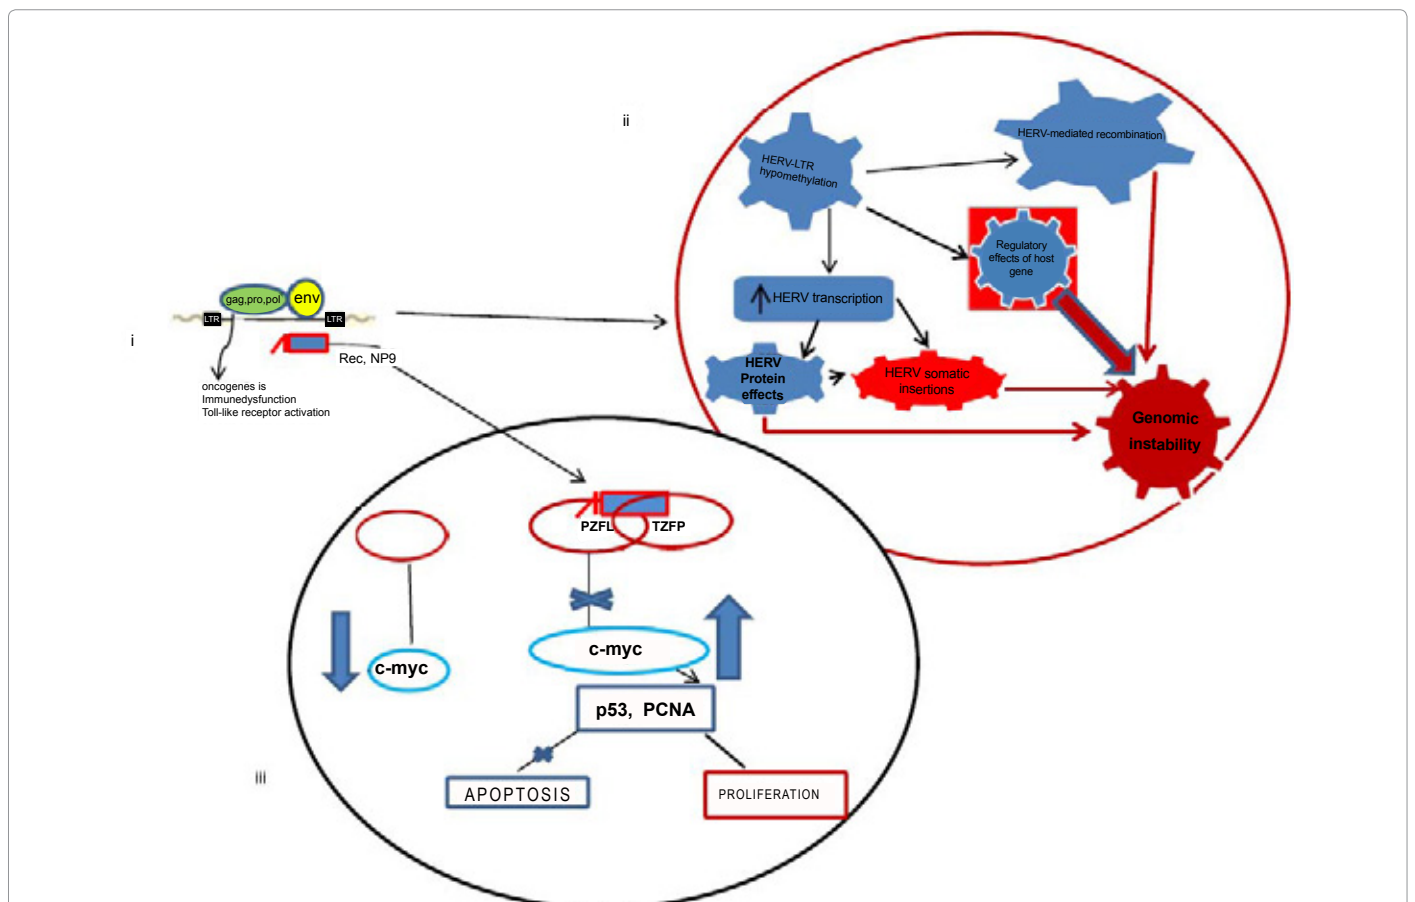 ii
HERV-LTR
hypomethylation
HERV-mediated recombination
Regulatory
effects of host
gene
HERV transcription
HERV
Protein
effects
HERV somatic
insertions
Genomic
instability
i
gag,pro,pol
env
LTR
LTR
Rec, NP9
oncogenes is
Immunedysfunction
Toll-like receptor activation
iii
PZFL
TZFP
c-myc
c-myc
p53, PCNA
APOPTOSIS
PROLIFERATION